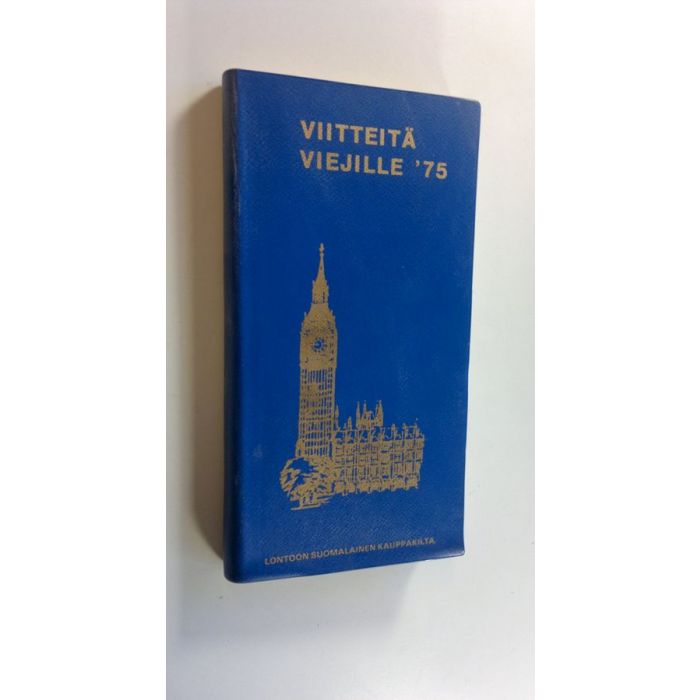 VIITTEITÄ
VIEJILLE '75
LONTOON SUOMALAINEN KAUPPAKILTA